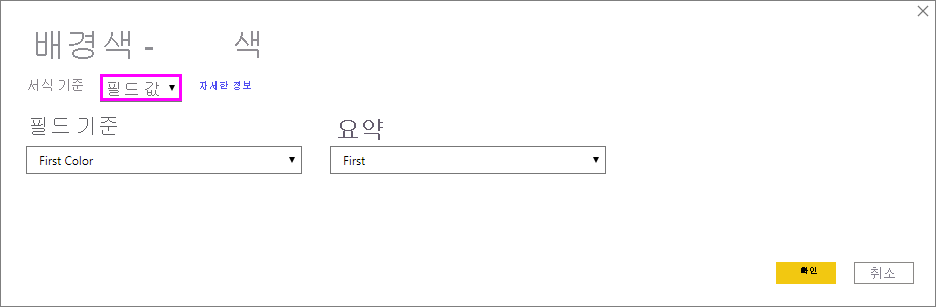 배경색 - 색
서식 기준 필드 값 자세한 정보
필드 기준 요약
First Color First
확인 취소